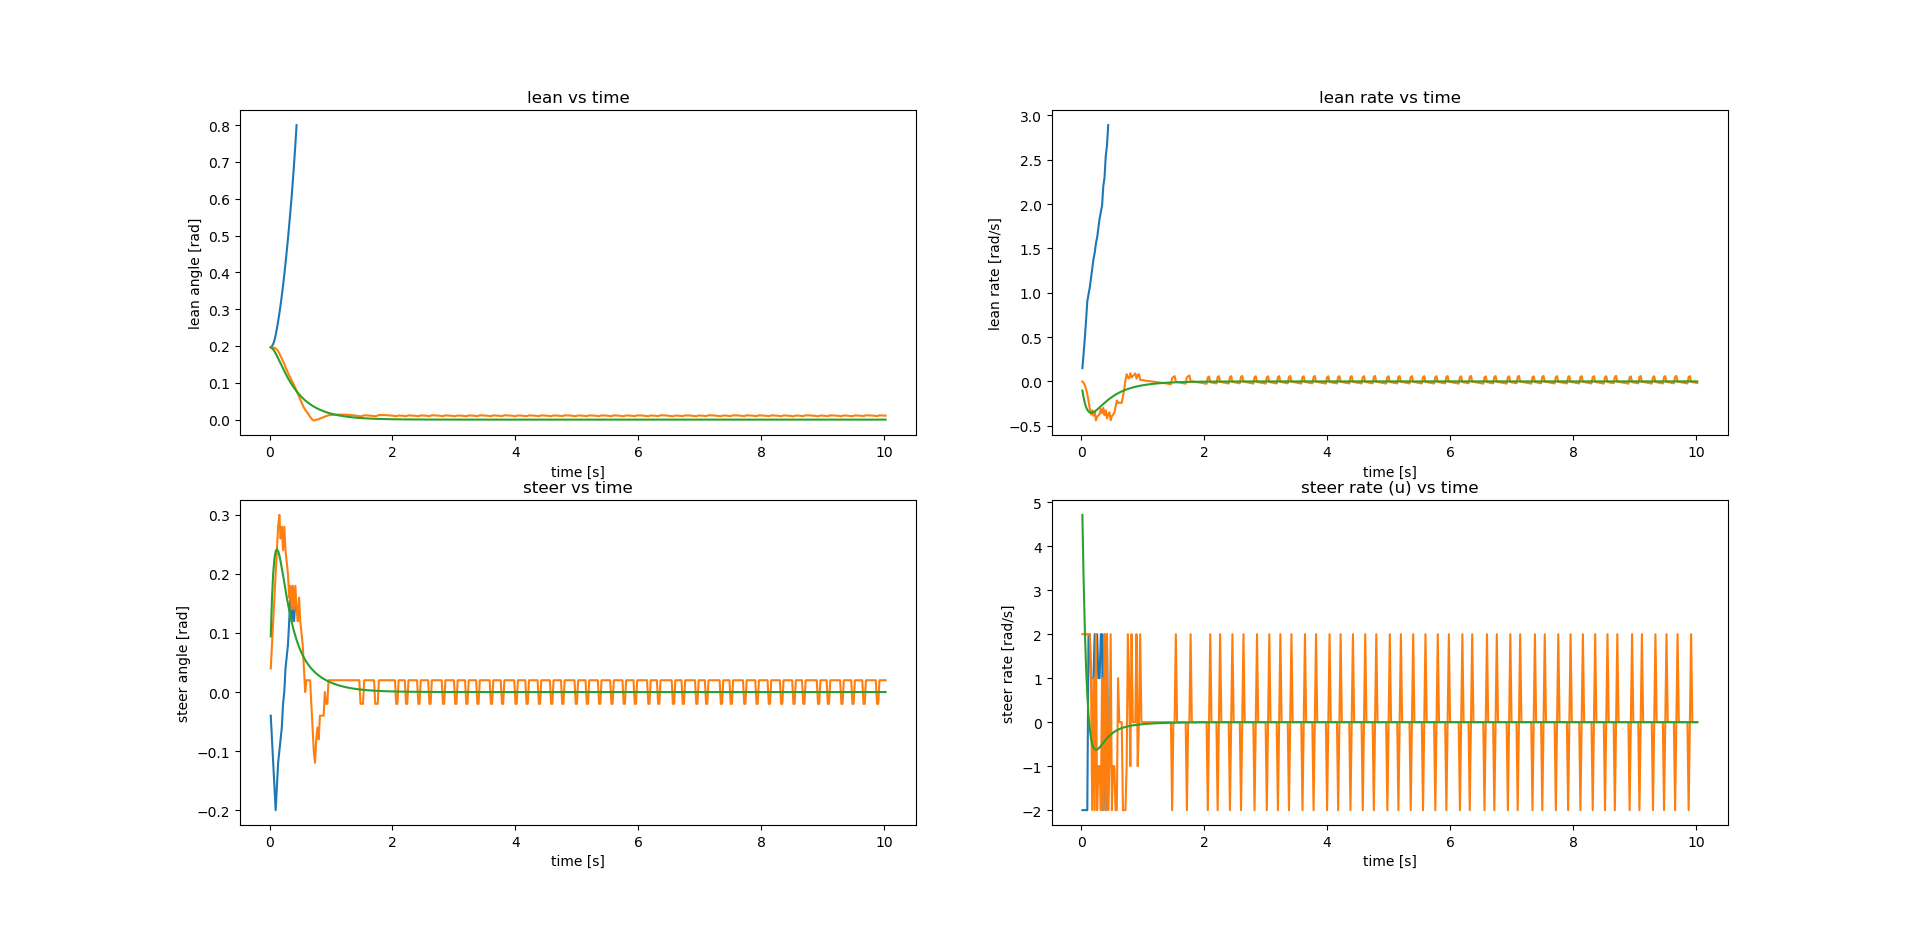 lean vs time
lean angle [rad]
0.8
0.7
0.6
0.5
0.4
0.3
0.2
0.1
0.0
0 2 4 6 8 10
time [s]
lean rate vs time
lean rate [rad/s]
3.0
2.5
2.0
1.5
1.0
0.5
0.0
−0.5
0 2 4 6 8 10
time [s]
steer vs time
steer angle [rad]
0.3
0.2
0.1
0.0
−0.1
−0.2
0 2 4 6 8 10
time [s]
steer rate (u) vs time
steer rate [rad/s]
5
4
3
2
1
0
−1
−2
0 2 4 6 8 10
time [s]